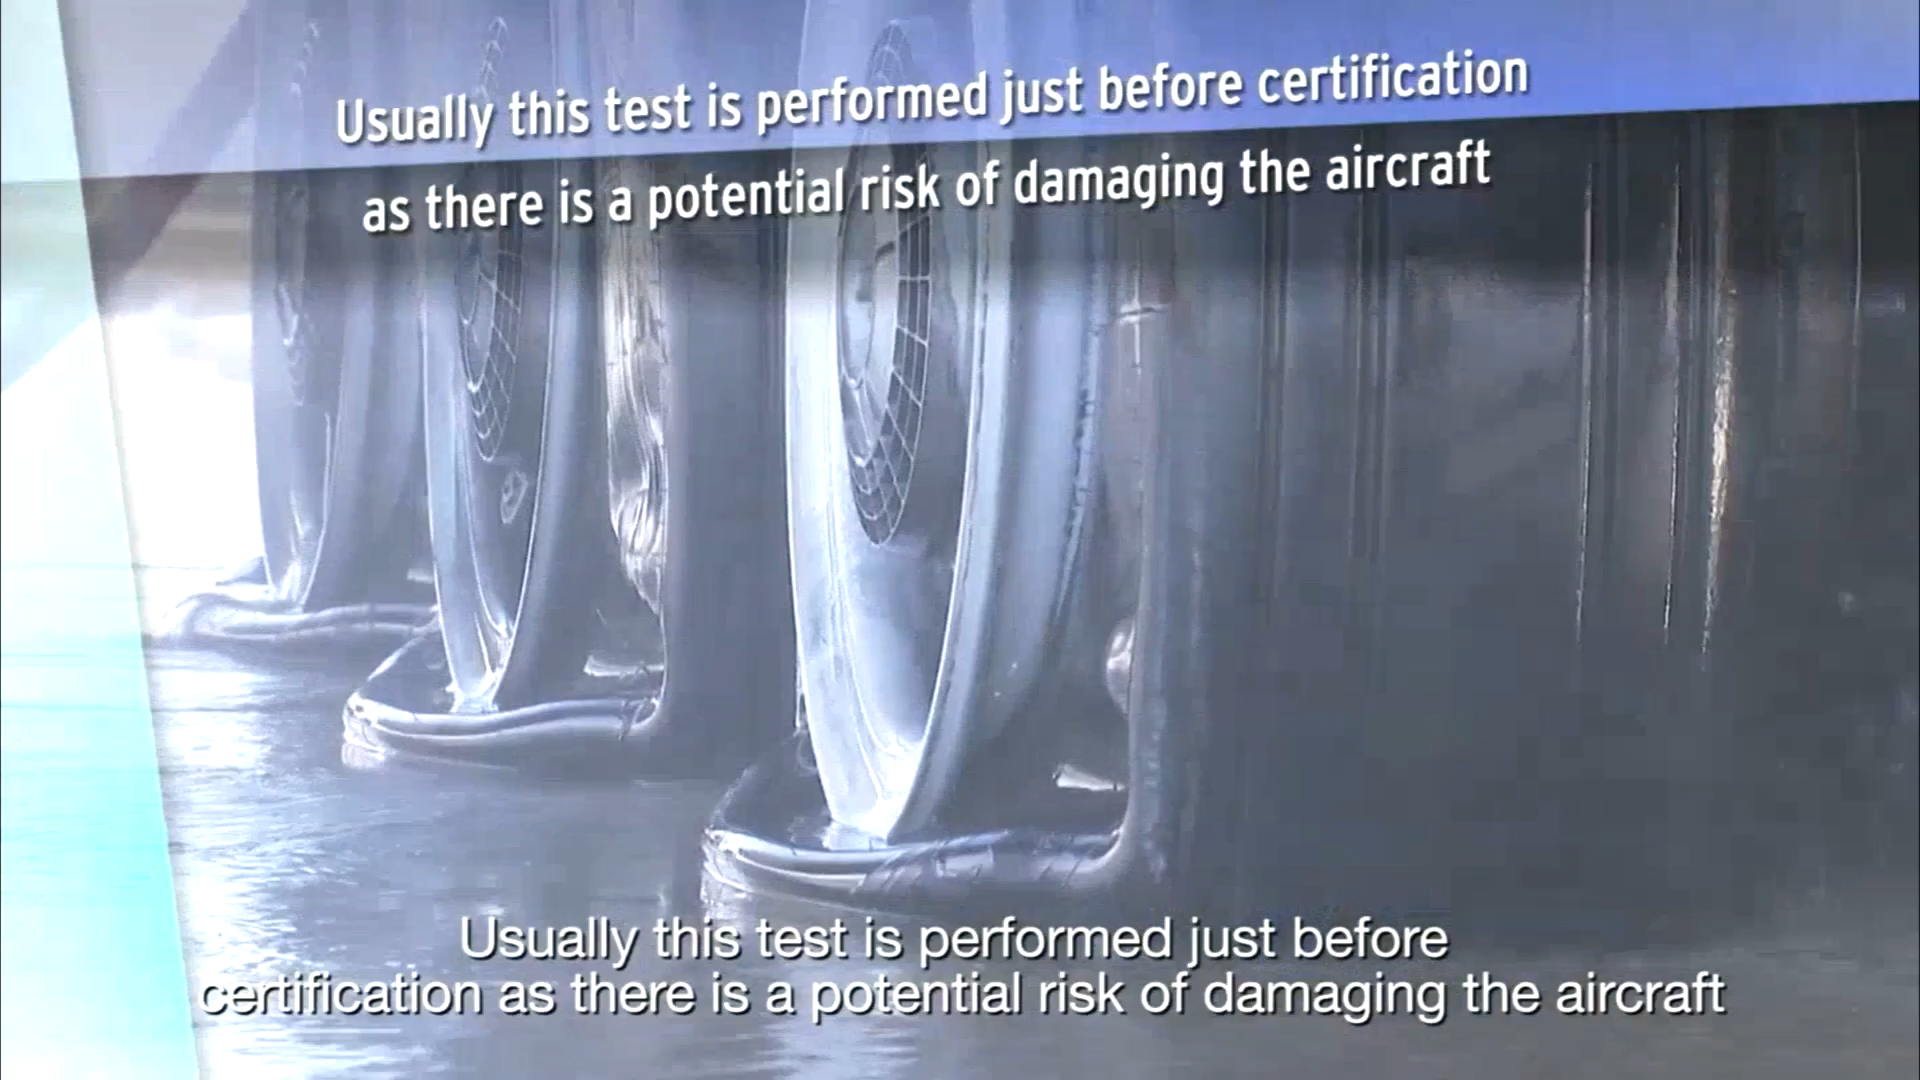 Usually this test is performed just before certification
as there is a potential risk of damaging the aircraft
Usually this test is performed just before
certification as there is a potential risk of damaging the aircraft